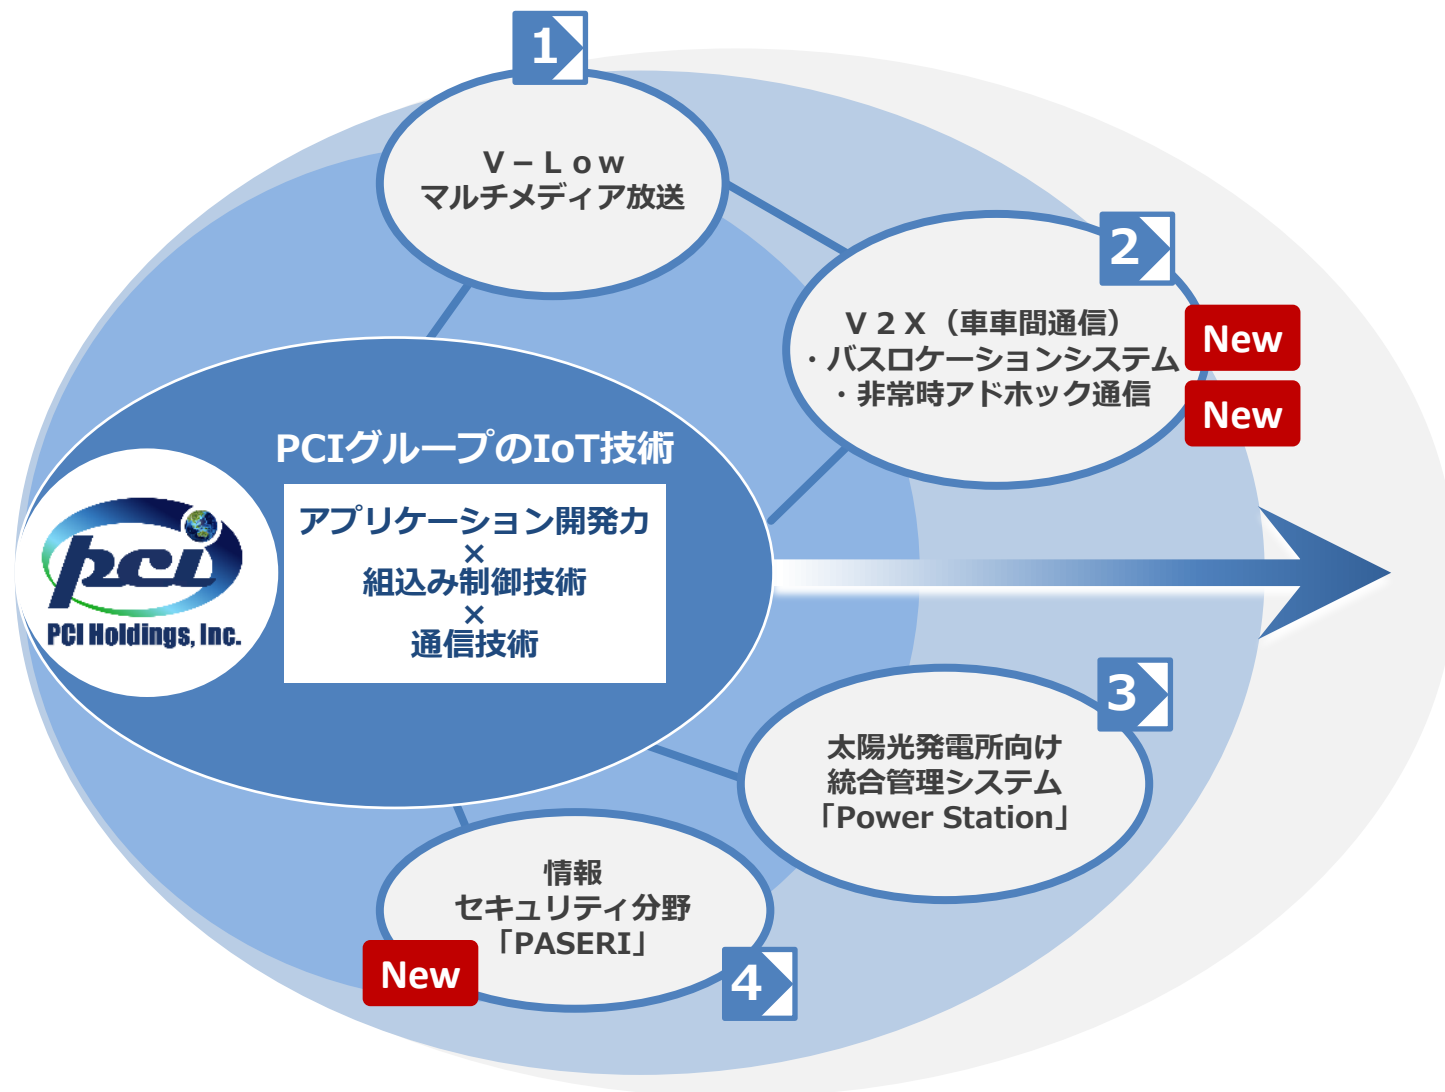 1
V－Ｌｏｗ
マルチメディア放送
2
Ｖ２Ｘ（車車間通信）
・バスロケーションシステム
・非常時アドホック通信
New
New
PCIグループのIoT技術
アプリケーション開発力
×
組込み制御技術
×
通信技術
pci
PCI Holdings, Inc.
3
太陽光発電所向け
統合管理システム
「Power Station」
情報
セキュリティ分野
「PASERI」
New
4